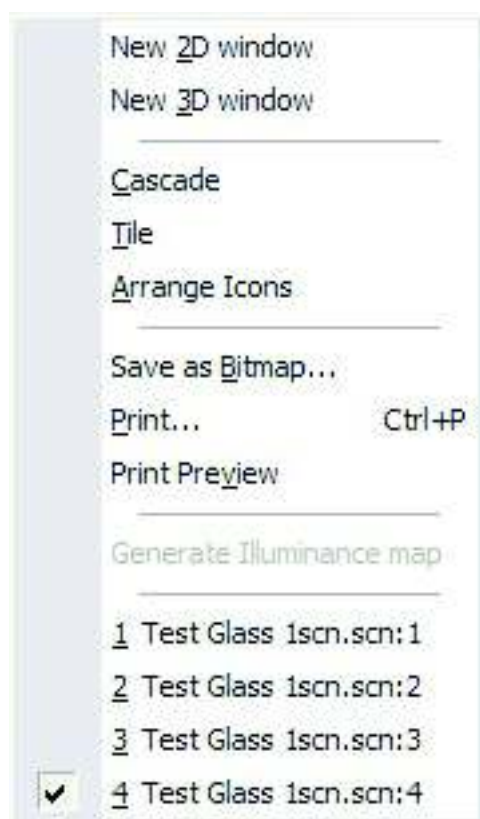 New 2D window
New 3D window
Cascade
Tile
Arrange Icons
Save as Bitmap...
Print... Ctrl+P
Print Preview
Generate Illuminance map
1 Test Glass 1scn.scn:1
2 Test Glass 1scn.scn:2
3 Test Glass 1scn.scn:3
4 Test Glass 1scn.scn:4